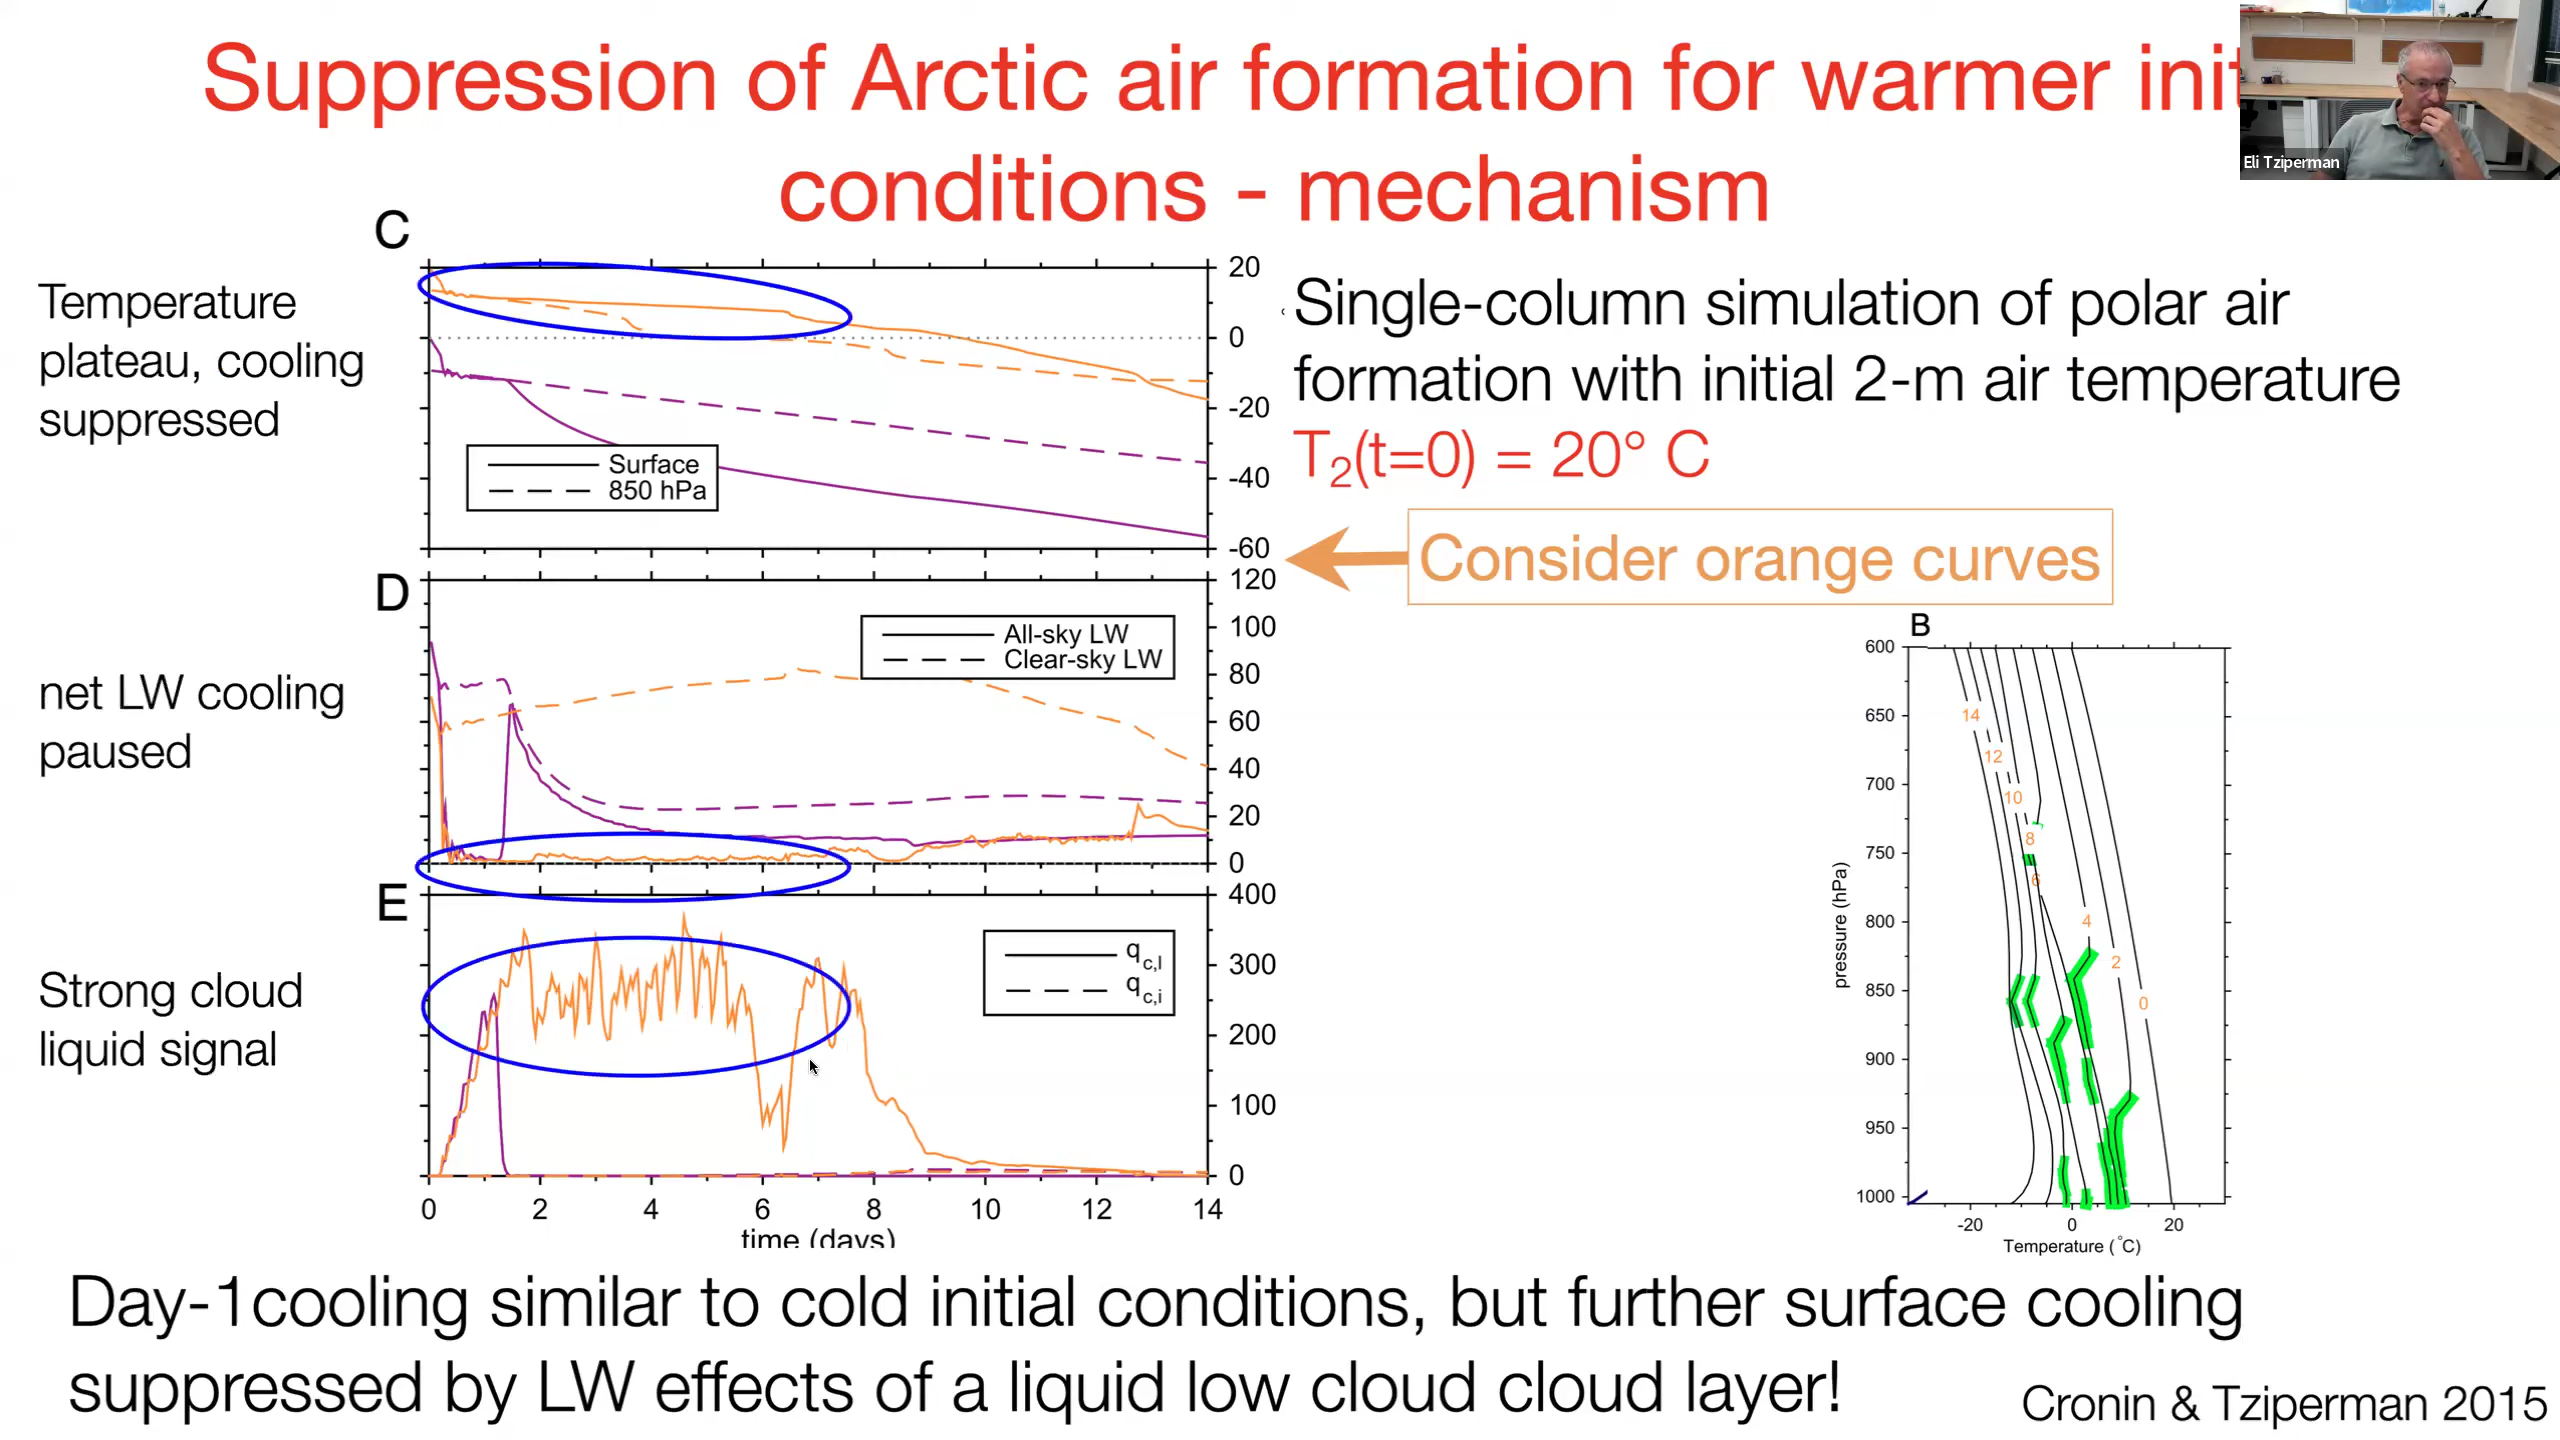 Suppression of Arctic air formation for warmer init
conditions - mechanism
Eli Tziperman
C
Temperature
plateau, cooling
suppressed
20
0
-20
-40
-60
Surface
850 hPa
Single-column simulation of polar air
formation with initial 2-m air temperature
T₂(t=0) = 20° C
Consider orange curves
D
net LW cooling
paused
120
100
80
60
40
20
0
All-sky LW
Clear-sky LW
E
Strong cloud
liquid signal
400
300
200
100
0
q c,l
q c,i
0 2 4 6 8 10 12 14
time (days)
B
600
650
700
750
800
850
900
950
1000
pressure (hPa)
14
12
10
8
6
4
2
0
-20 0 20
Temperature (°C)
Day-1cooling similar to cold initial conditions, but further surface cooling
suppressed by LW effects of a liquid low cloud cloud layer!
Cronin & Tziperman 2015